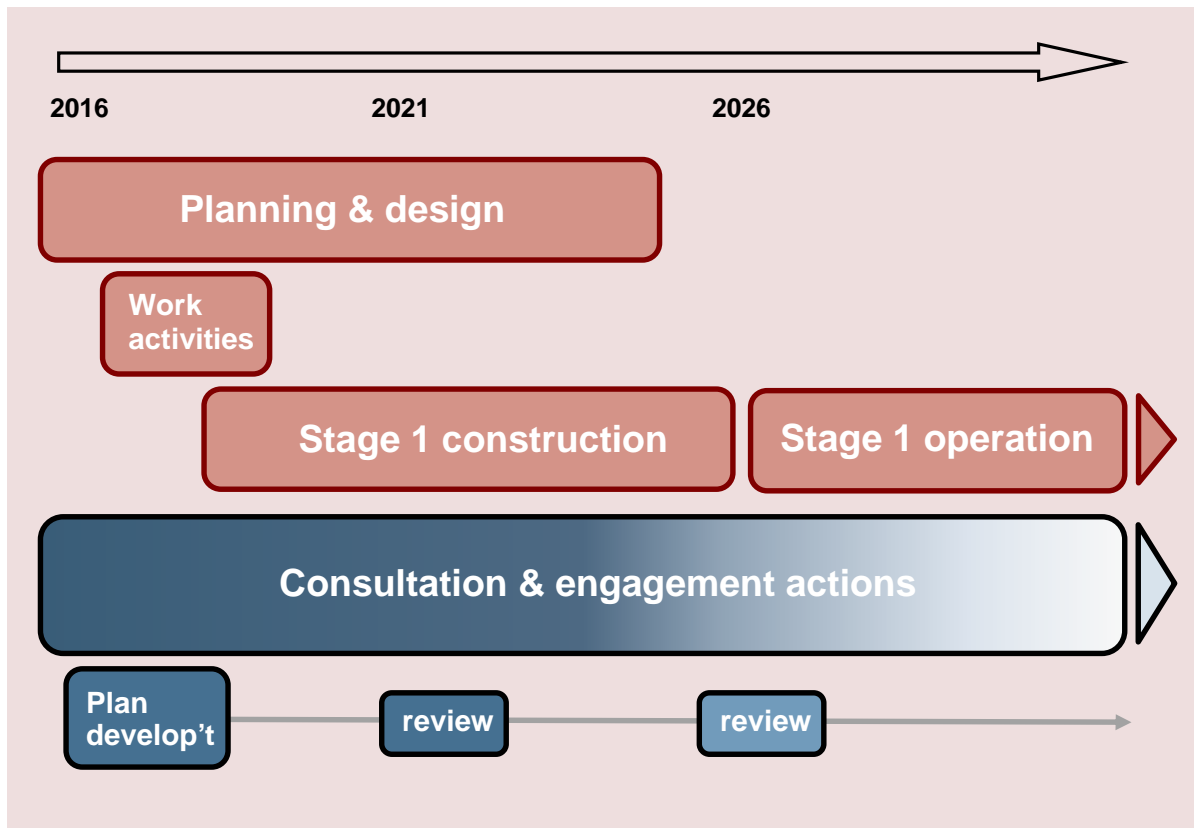 2016 2021 2026
Planning & design
Work
activities
Stage 1 construction
Stage 1 operation
Consultation & engagement actions
Plan
develop’t
review
review